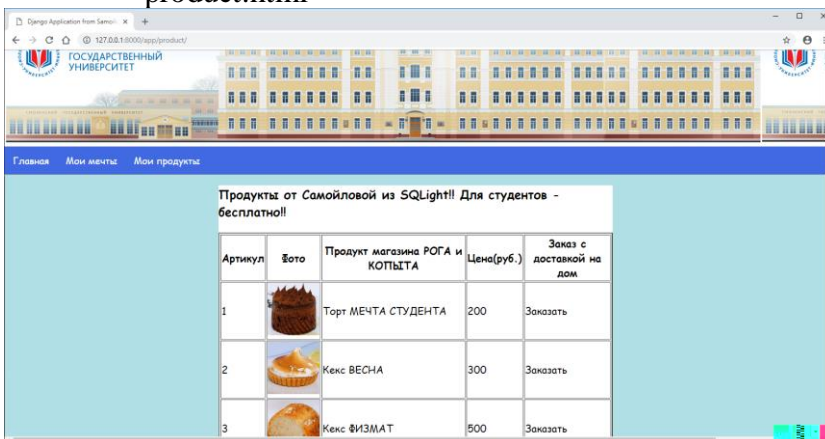 product.html
Django Application from Samoil
127.0.0.1:8000/app/product/
ГОСУДАРСТВЕННЫЙ
УНИВЕРСИТЕТ
Главная Мои мечты Мои продукты
Продукты от Самойловой из SQLight!! Для студентов -
бесплатно!!
Артикул Фото Продукт магазина РОГА и КОПЫТА Цена(руб.) Заказ с доставкой на дом
1 Торт МЕЧТА СТУДЕНТА 200 Заказать
2 Кекс ВЕСНА 300 Заказать
3 Кекс ФИЗМАТ 500 Заказать